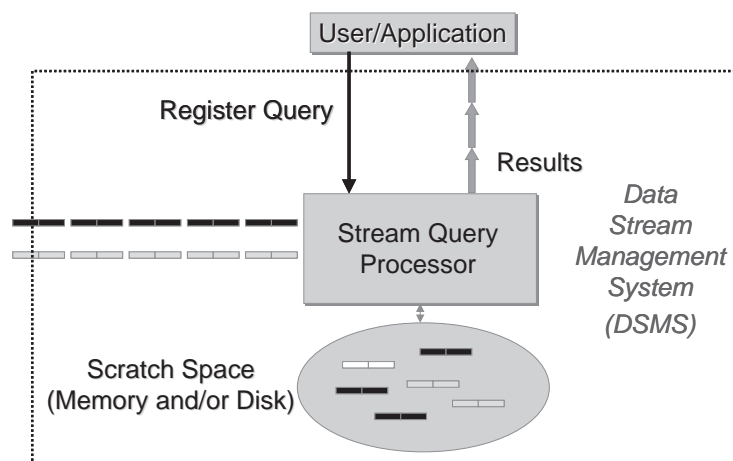 User/Application
Register Query
Results
Stream Query
Processor
Data
Stream
Management
System
(DSMS)
Scratch Space
(Memory and/or Disk)